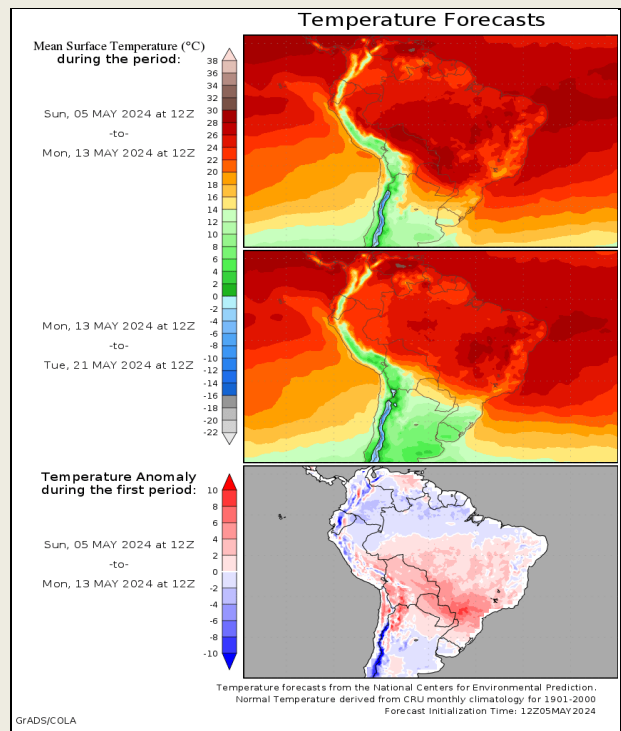 Temperature Forecasts
Mean Surface Temperature (°C)
during the period:
Sun, 05 MAY 2024 at 12Z
-to-
Mon, 13 MAY 2024 at 12Z
38
36
34
32
30
28
26
24
22
20
18
16
14
12
10
8
6
4
2
0
-2
-4
-6
-8
-10
-12
-14
-16
-18
-20
-22
Mon, 13 MAY 2024 at 12Z
-to-
Tue, 21 MAY 2024 at 12Z
Temperature Anomaly
during the first period:
Sun, 05 MAY 2024 at 12Z
-to-
Mon, 13 MAY 2024 at 12Z
10
8
6
4
2
0
-2
-4
-6
-8
-10
Temperature forecasts from the National Centers for Environmental Prediction.
Normal Temperature derived from CRU monthly climatology for 1901-2000
Forecast Initialization Time: 12Z05MAY2024
GrADS/COLA